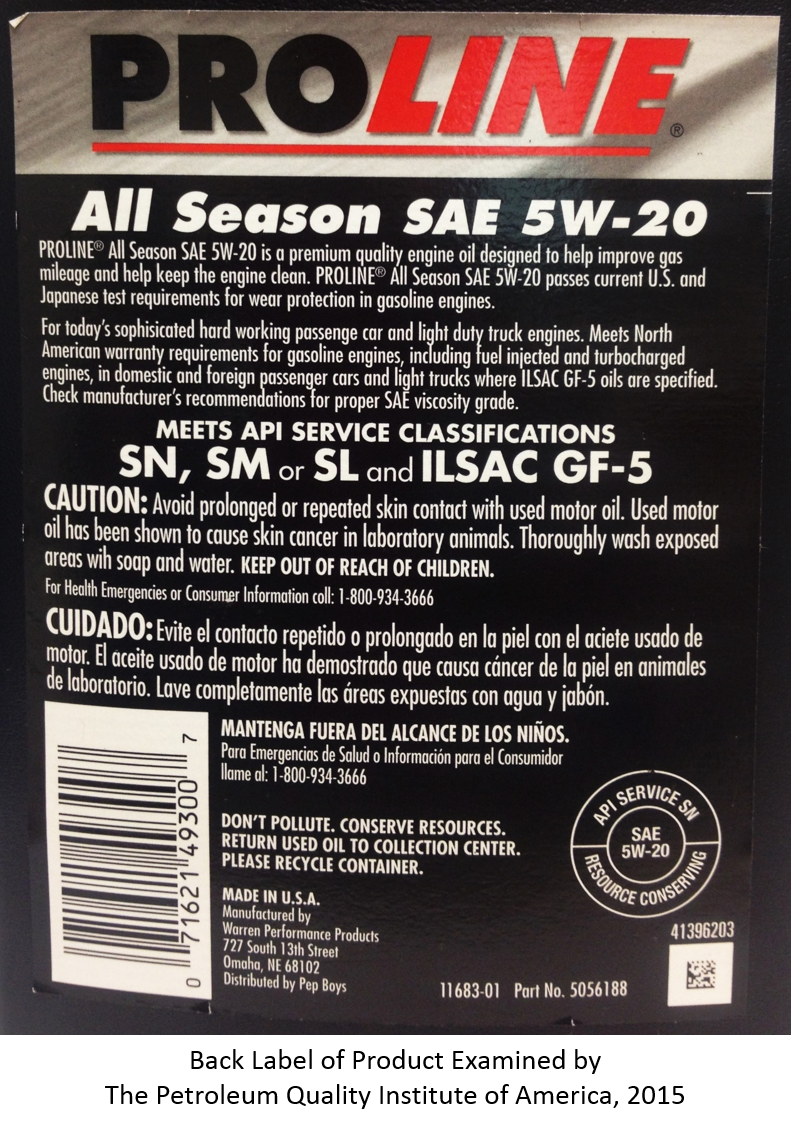 PROLINE®
All Season SAE 5W-20
PROLINE® All Season SAE 5W-20 is a premium quality engine oil designed to help improve gas
mileage and help keep the engine clean. PROLINE® All Season SAE 5W-20 passes current U.S. and
Japanese test requirements for wear protection in gasoline engines.
For today's sophisicated hard working passenge car and light duty truck engines. Meets North
American warranty requirements for gasoline engines, including fuel injected and turbocharged
engines, in domestic and foreign passenger cars and light trucks where ILSAC GF-5 oils are specified.
Check manufacturer's recommendations for proper SAE viscosity grade.
MEETS API SERVICE CLASSIFICATIONS
SN, SM or SL and ILSAC GF-5
CAUTION: Avoid prolonged or repeated skin contact with used motor oil. Used motor
oil has been shown to cause skin cancer in laboratory animals. Thoroughly wash exposed
areas wih soap and water. KEEP OUT OF REACH OF CHILDREN.
For Health Emergencies or Consumer Information coll: 1-800-934-3666
CUIDADO: Evite el contacto repetido o prolongado en la piel con el aciete usado de
motor. El aceite usado de motor ha demostrado que causa cáncer de la piel en animales
de laboratorio. Lave completamente las áreas expuestas con agua y jabón.
MANTENGA FUERA DEL ALCANCE DE LOS NIÑOS.
Para Emergencias de Salud o Información para el Consumidor
llame al: 1-800-934-3666
DON'T POLLUTE. CONSERVE RESOURCES.
RETURN USED OIL TO COLLECTION CENTER.
PLEASE RECYCLE CONTAINER.
MADE IN U.S.A.
Manufactured by
Warren Performance Products
727 South 13th Street
Omaha, NE 68102
Distributed by Pep Boys
0 71621 49300 7
API SERVICE SN
SAE
5W-20
RESOURCE CONSERVING
41396203
11683-01 Part No. 5056188
Back Label of Product Examined by
The Petroleum Quality Institute of America, 2015